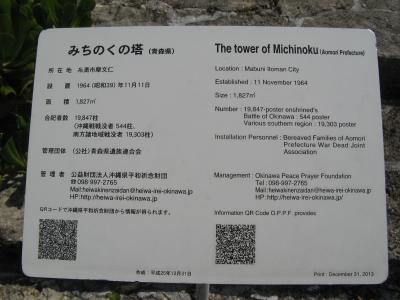 みちのくの塔 (青森県)
所在地 糸満市摩文仁
設置 1964 (昭和39) 年11月11日
面積 1,827㎡
合祀者数 19,847柱
(沖縄戦戦没者 544柱、
南方諸地域戦没者 19,303柱)
管理団体 (公社) 青森県遺族連合会
管理者 公益財団法人沖縄県平和祈念財団
☎098-997-2765
Mail:heiwakinenzaidan@heiwa-irei-okinawa.jp
HP:http://heiwa-irei-okinawa.jp
QRコードで沖縄県平和祈念財団から情報が得られます。
作成:平成25年12月31日
The tower of Michinoku (Aomori Prefecture)
Location : Mabuni Itoman City
Established : 11 November 1964
Size : 1,827㎡
Number : 19,847-poster enshrined's
Battle of Okinawa : 544 poster
Various southern region : 19,303 poster
Installation Personnel : Bereaved Families of Aomori
Prefecture War Dead Joint
Association
Management : Okinawa Peace Prayer Foundation
Tel : 098-997-2765
Mail:heiwakinenzaidan@heiwa-irei-okinawa.jp
HP:http://heiwa-irei-okinawa.jp/
Information QR Code O.P.P.F. provides
Print : December 31, 2013